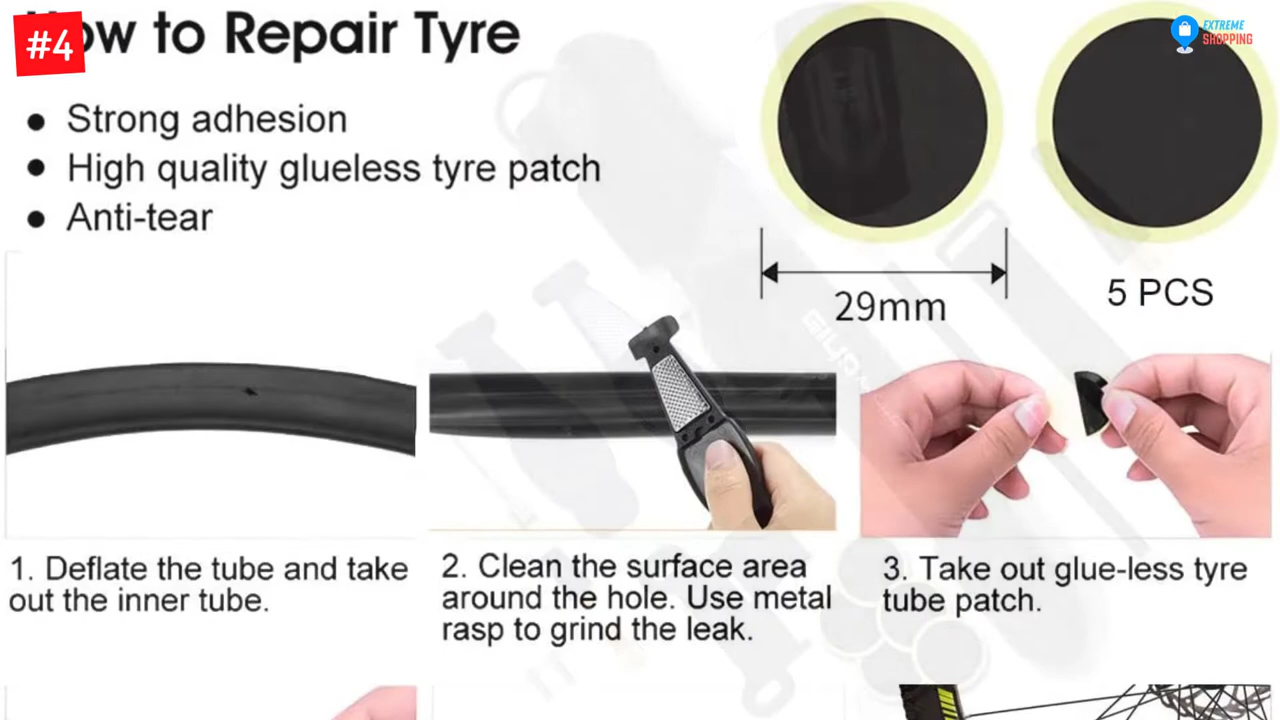 #4
ow to Repair Tyre
EXTREME
SHOPPING
● Strong adhesion
● High quality glueless tyre patch
● Anti-tear
29mm
5 PCS
1. Deflate the tube and take
out the inner tube.
2. Clean the surface area
around the hole. Use metal
rasp to grind the leak.
3. Take out glue-less tyre
tube patch.